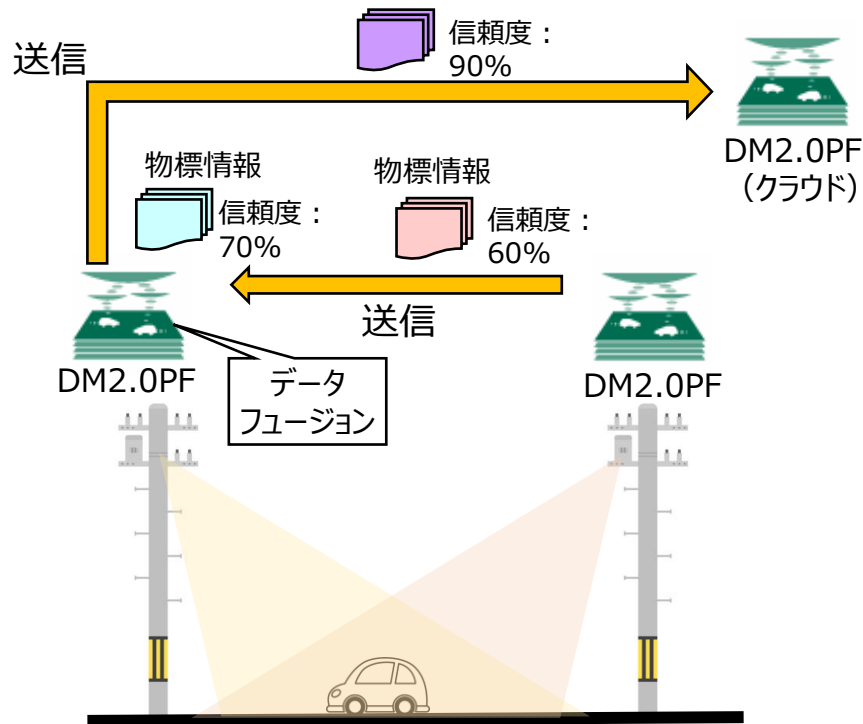 送信
信頼度：
90%
DM2.0PF
（クラウド）
物標情報
信頼度：
70%
物標情報
信頼度：
60%
送信
DM2.0PF
データ
フュージョン
DM2.0PF